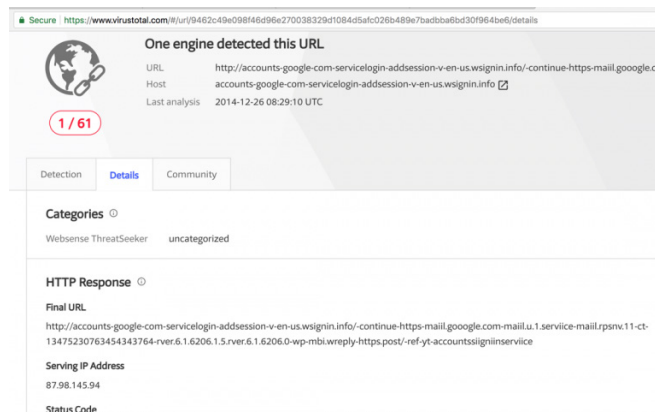 Secure https://www.virustotal.com/#/url/9462c49e098f46d96e270038329d1084d5afc026b489e7badbba6bd30f964be6/details
One engine detected this URL
URL http://accounts-google-com-servicelogin-addsession-v-en-us.wsignin.info/-continue-https-maiil.gooogle.c
Host accounts-google-com-servicelogin-addsession-v-en-us.wsignin.info
Last analysis 2014-12-26 08:29:10 UTC
1 / 61
Detection Details Community
Categories
Websense ThreatSeeker uncategorized
HTTP Response
Final URL
http://accounts-google-com-servicelogin-addsession-v-en-us.wsignin.info/-continue-https-maiil.gooogle.com-maiil.u.1.serviice-maiil.rpsnv.11-ct-
13475230763454343764-rver.6.1.6206.1.5.rver.6.1.6206.0-wp-mbi.wreply-https.post/-ref-yt-accountssiigniinserviice
Serving IP Address
87.98.145.94
Status Code